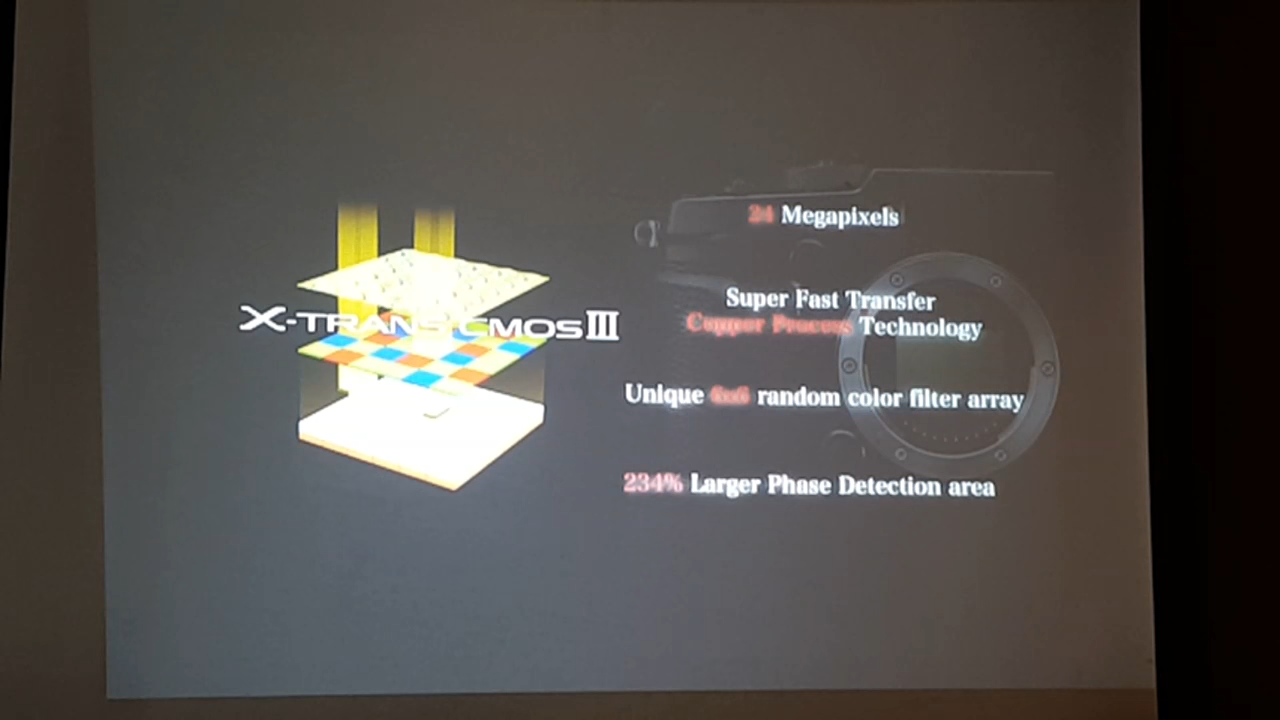 X-TRANS CMOS III
24 Megapixels
Super Fast Transfer
Copper Process Technology
Unique 6x6 random color filter array
234% Larger Phase Detection area